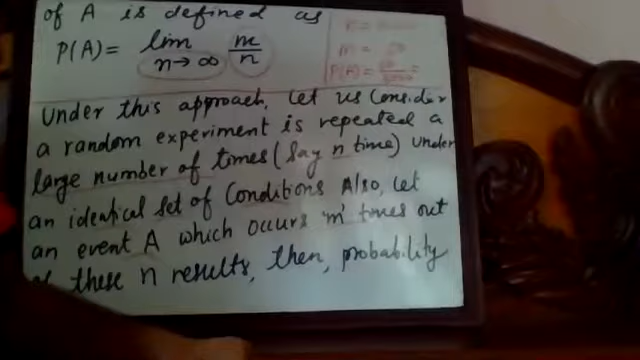 of A is defined as
P(A)= lim m/n
n→∞
m = 50
P(A)=
Under this approach, let us Consider
a random experiment is repeated a
large number of times (Say n time) under
an identical set of Conditions Also, let
an event A which occurs 'm' times out
of these n results, then, probability